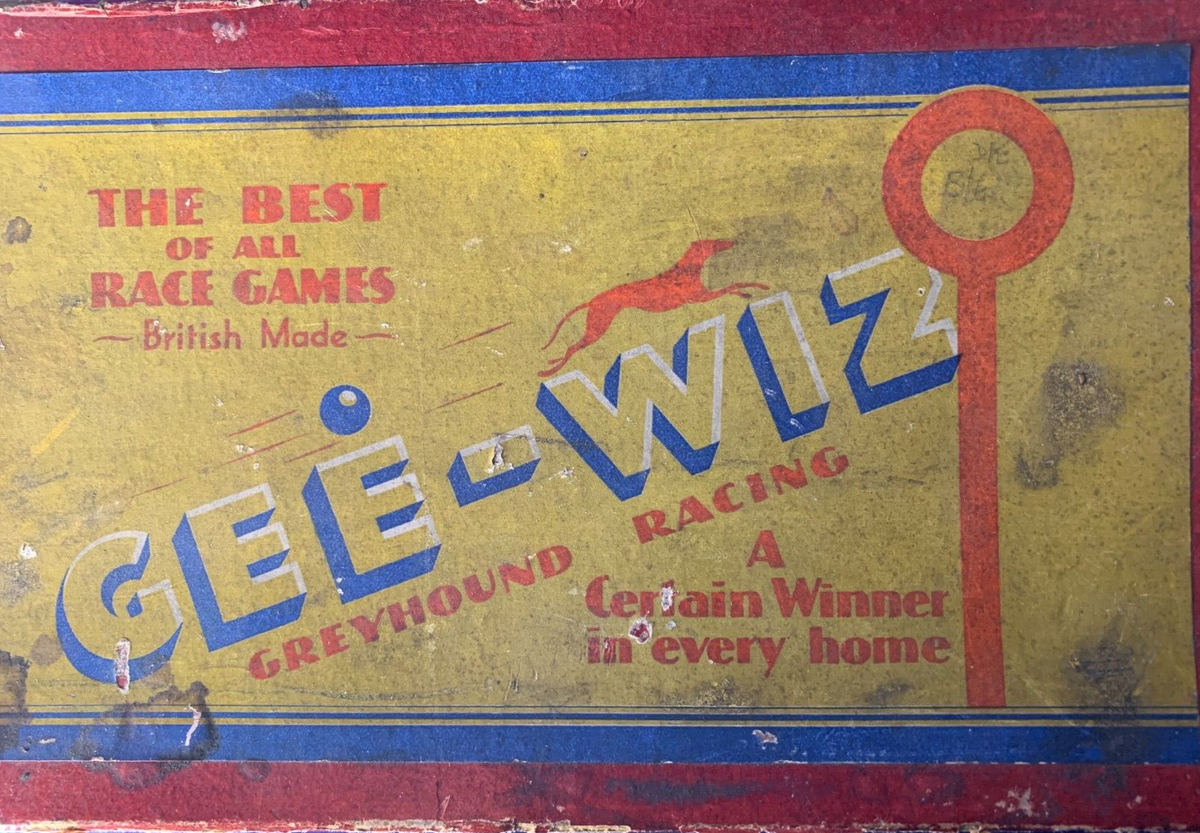 THE BEST
OF ALL
RACE GAMES
~ British Made ~
GEE-WIZ
GREYHOUND RACING
A
Certain Winner
in every home